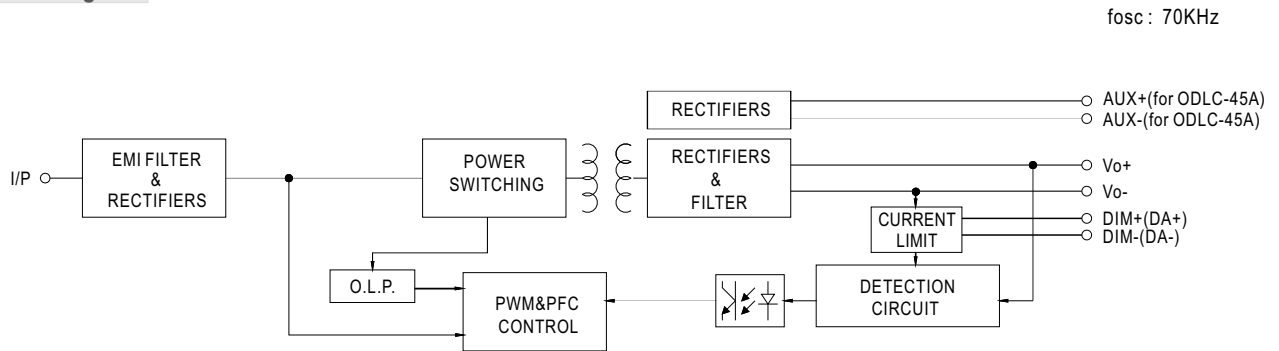 fosc : 70KHz
RECTIFIERS
AUX+(for ODLC-45A)
AUX-(for ODLC-45A)
I/P
EMI FILTER
&
RECTIFIERS
POWER
SWITCHING
RECTIFIERS
&
FILTER
Vo+
Vo-
CURRENT
LIMIT
DIM+(DA+)
DIM-(DA-)
O.L.P.
PWM&PFC
CONTROL
DETECTION
CIRCUIT